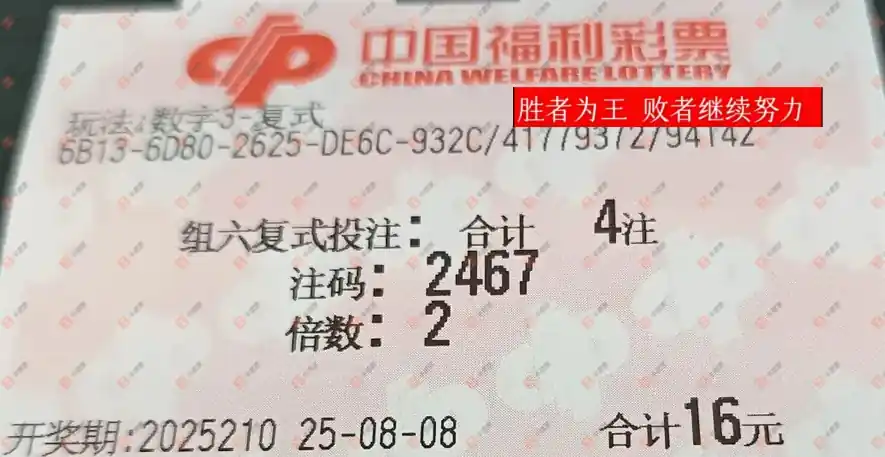 中国福利彩票
CHINA WELFARE LOTTERY
胜者为王 败者继续努力
玩法:数字3-复式
6B13-6D80-2625-DE6C-932C/41779372/94142
组六复式投注: 合计 4注
注码: 2467
倍数: 2
开奖期:2025210 25-08-08 合计16元